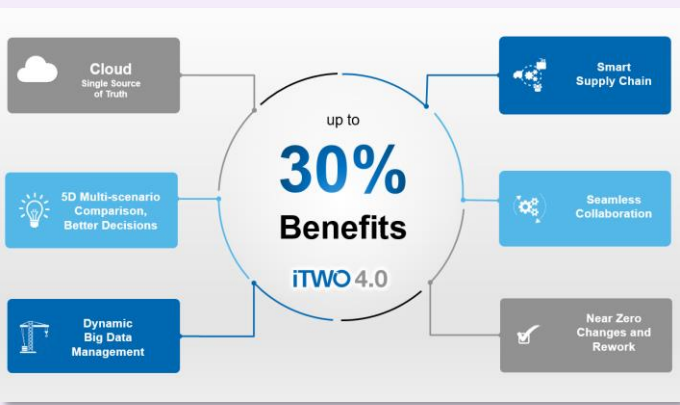 Cloud
Single Source
of Truth
5D Multi-scenario
Comparison,
Better Decisions
Dynamic
Big Data
Management
up to
30%
Benefits
iTWO 4.0
Smart
Supply Chain
Seamless
Collaboration
Near Zero
Changes and
Rework